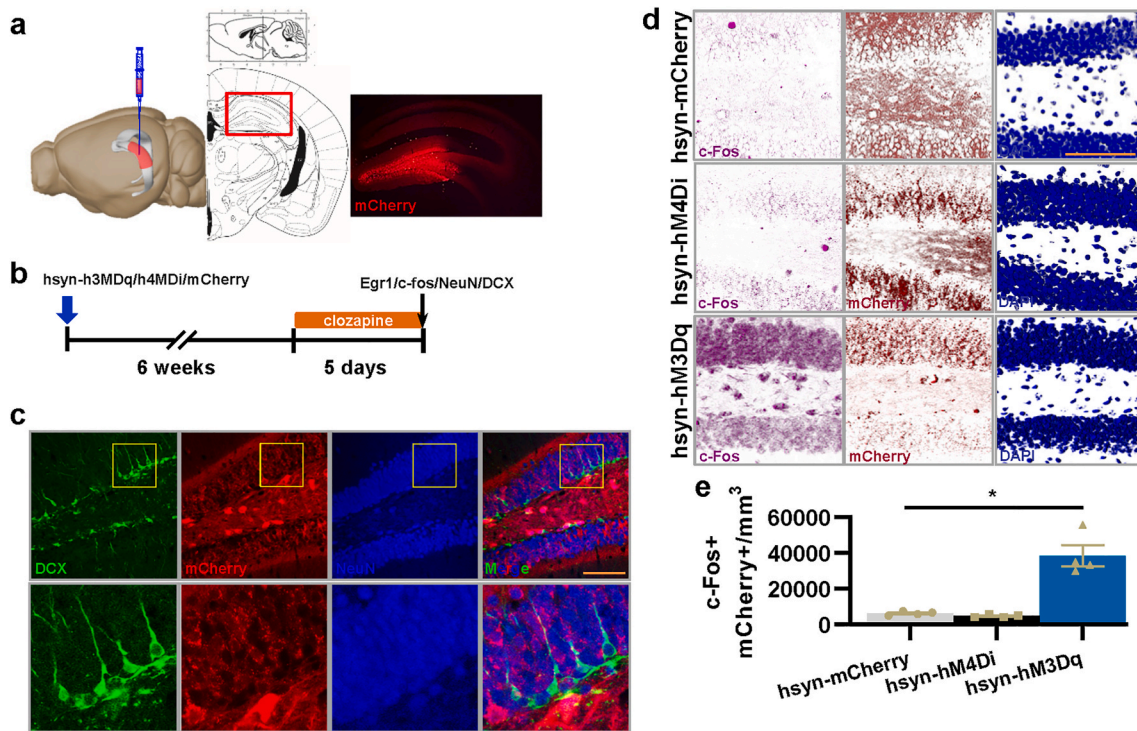 a
mCherry
b
hsyn-h3MDq/h4MDi/mCherry
Egr1/c-fos/NeuN/DCX
clozapine
6 weeks
5 days
c
DCX
mCherry
NeuN
d
hsyn-mCherry
c-Fos
hsyn-hM4Di
c-Fos
mCherry
DAPI
hsyn-hM3Dq
c-Fos
mCherry
DAPI
e
c-Fos+
mCherry+/mm³
60000
40000
20000
0
*
hsyn-mCherry
hsyn-hM4Di
hsyn-hM3Dq